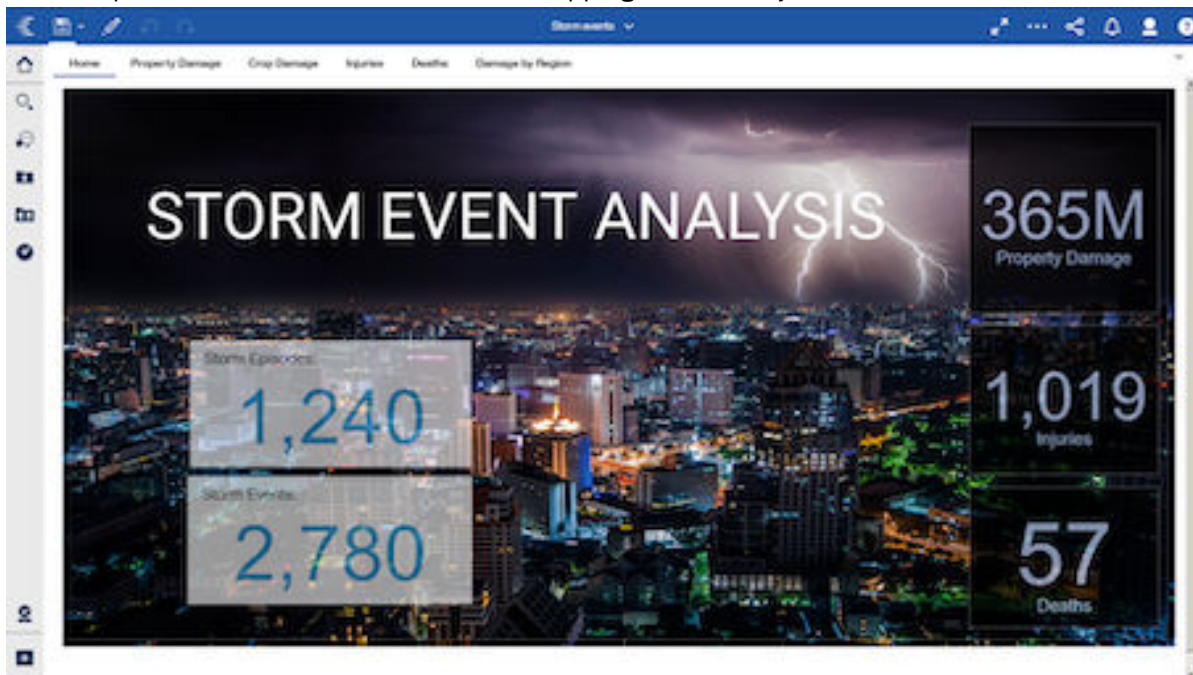 Storm events
Home Property Damage Crop Damage Injuries Deaths Damage by Region
STORM EVENT ANALYSIS
365M
Property Damage
Storm Episodes
1,240
1,019
Injuries
Storm Events
2,780
57
Deaths